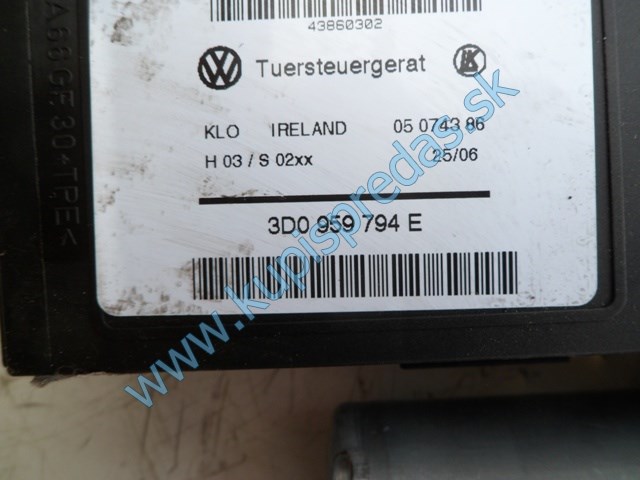 43860302
Tuersteuergerat
KLO IRELAND 05 0743 86
H 03 / S 02xx 25/06
3D0 959 794 E
www.kupispredas.sk